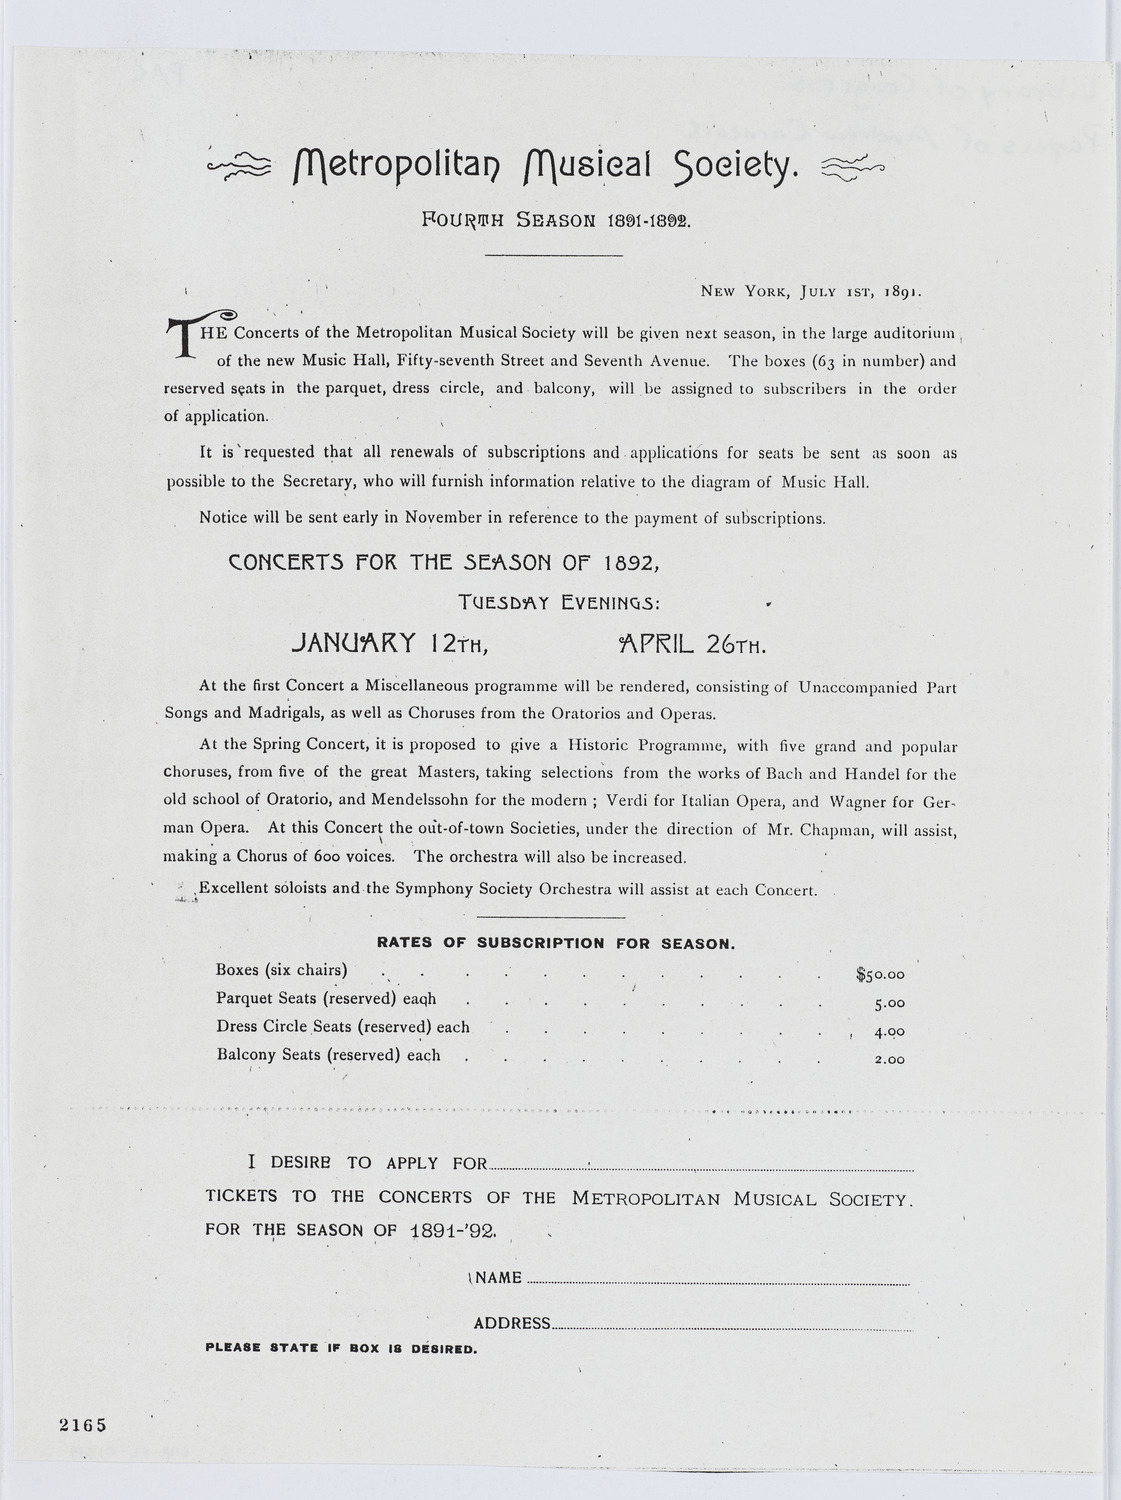 Metropolitan Musical Society.
FOURTH SEASON 1891-1892.
NEW YORK, JULY 1ST, 1891.
THE Concerts of the Metropolitan Musical Society will be given next season, in the large auditorium
of the new Music Hall, Fifty-seventh Street and Seventh Avenue. The boxes (63 in number) and
reserved seats in the parquet, dress circle, and balcony, will be assigned to subscribers in the order
of application.
It is requested that all renewals of subscriptions and applications for seats be sent as soon as
possible to the Secretary, who will furnish information relative to the diagram of Music Hall.
Notice will be sent early in November in reference to the payment of subscriptions.
CONCERTS FOR THE SEASON OF 1892,
TUESDAY EVENINGS:
JANUARY 12TH, APRIL 26TH.
At the first Concert a Miscellaneous programme will be rendered, consisting of Unaccompanied Part
Songs and Madrigals, as well as Choruses from the Oratorios and Operas.
At the Spring Concert, it is proposed to give a Historic Programme, with five grand and popular
Choruses, from five of the great Masters, taking selections from the works of Bach and Handel for the
old school of Oratorio, and Mendelssohn for the modern ; Verdi for Italian Opera, and Wagner for Ger-
man Opera. At this Concert the out-of-town Societies, under the direction of Mr. Chapman, will assist,
making a Chorus of 600 voices. The orchestra will also be increased.
Excellent soloists and the Symphony Society Orchestra will assist at each Concert.
RATES OF SUBSCRIPTION FOR SEASON.
Boxes (six chairs) . . . . . . . . . . . . $50.00
Parquet Seats (reserved) each . . . . . . . . . . 5.00
Dress Circle Seats (reserved) each . . . . . . . . . 4.00
Balcony Seats (reserved) each . . . . . . . . . . 2.00
I DESIRE TO APPLY FOR
TICKETS TO THE CONCERTS OF THE METROPOLITAN MUSICAL SOCIETY.
FOR THE SEASON OF 1891-'92.
NAME
ADDRESS
PLEASE STATE IF BOX IS DESIRED.
2165